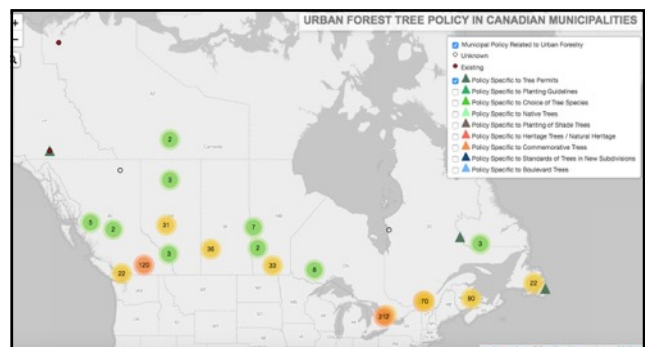 URBAN FOREST TREE POLICY IN CANADIAN MUNICIPALITIES
+
−
Municipal Policy Related to Urban Forestry
Unknown
Existing
Policy Specific to Tree Permits
Policy Specific to Planting Guidelines
Policy Specific to Choice of Tree Species
Policy Specific to Native Trees
Policy Specific to Planting of Shade Trees
Policy Specific to Heritage Trees / Natural Heritage
Policy Specific to Commemorative Trees
Policy Specific to Standards of Trees in New Subdivisions
Policy Specific to Boulevard Trees
2
Canada
3
5
2
31
7
3
36
2
3
22
120
33
8
22
70
90
212